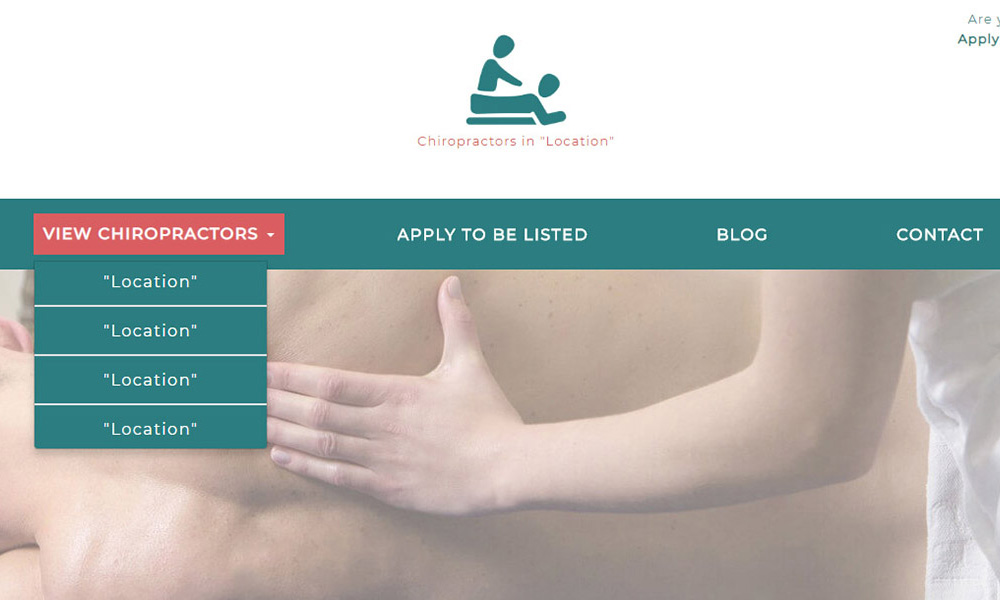 Are
Apply
Chiropractors in "Location"
VIEW CHIROPRACTORS
APPLY TO BE LISTED
BLOG
CONTACT
"Location"
"Location"
"Location"
"Location"